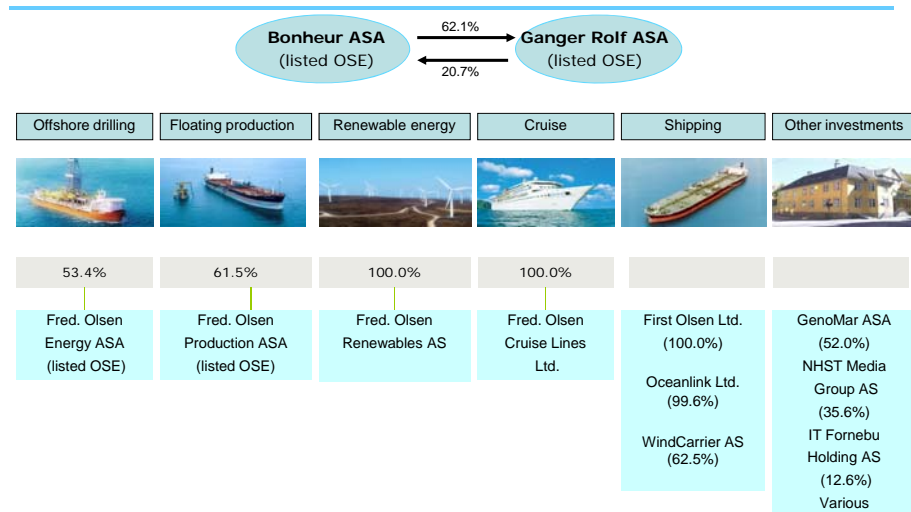 Bonheur ASA
(listed OSE)
62.1%
20.7%
Ganger Rolf ASA
(listed OSE)
Offshore drilling
Floating production
Renewable energy
Cruise
Shipping
Other investments
53.4%
61.5%
100.0%
100.0%
Fred. Olsen
Energy ASA
(listed OSE)
Fred. Olsen
Production ASA
(listed OSE)
Fred. Olsen
Renewables AS
Fred. Olsen
Cruise Lines
Ltd.
First Olsen Ltd.
(100.0%)
Oceanlink Ltd.
(99.6%)
WindCarrier AS
(62.5%)
GenoMar ASA
(52.0%)
NHST Media
Group AS
(35.6%)
IT Fornebu
Holding AS
(12.6%)
Various